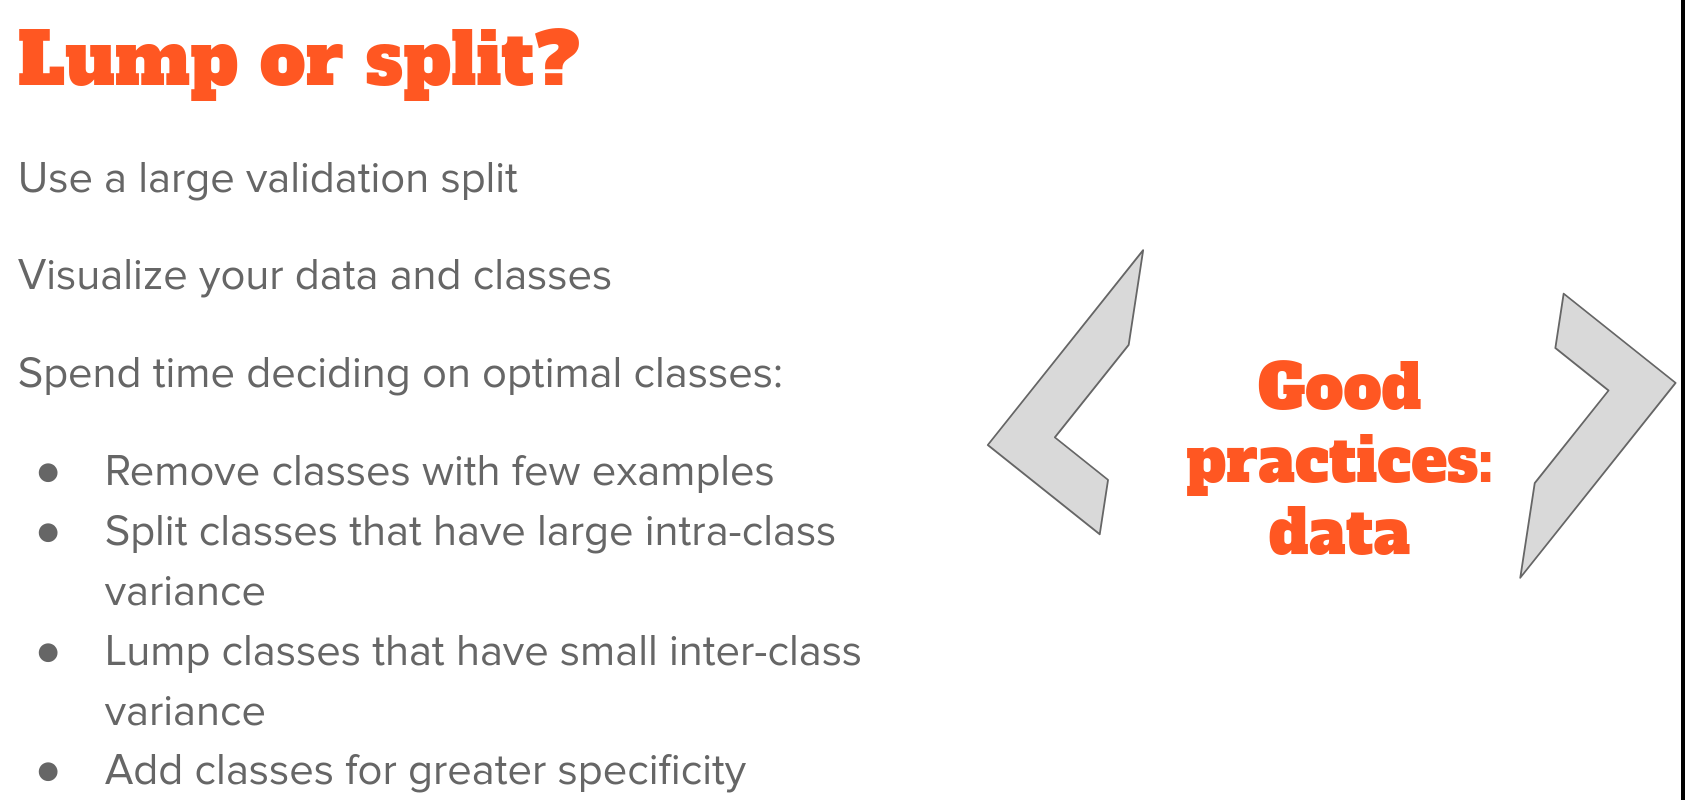 Lump or split?
Use a large validation split
Visualize your data and classes
Spend time deciding on optimal classes:
● Remove classes with few examples
● Split classes that have large intra-class
variance
● Lump classes that have small inter-class
variance
● Add classes for greater specificity
Good
practices:
data